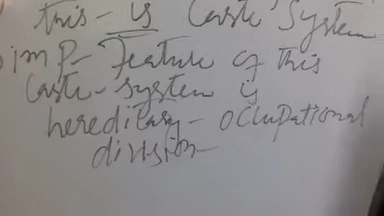 this - is Caste System
imp - Feature of this
Caste - System is
hereditary - occupational
division